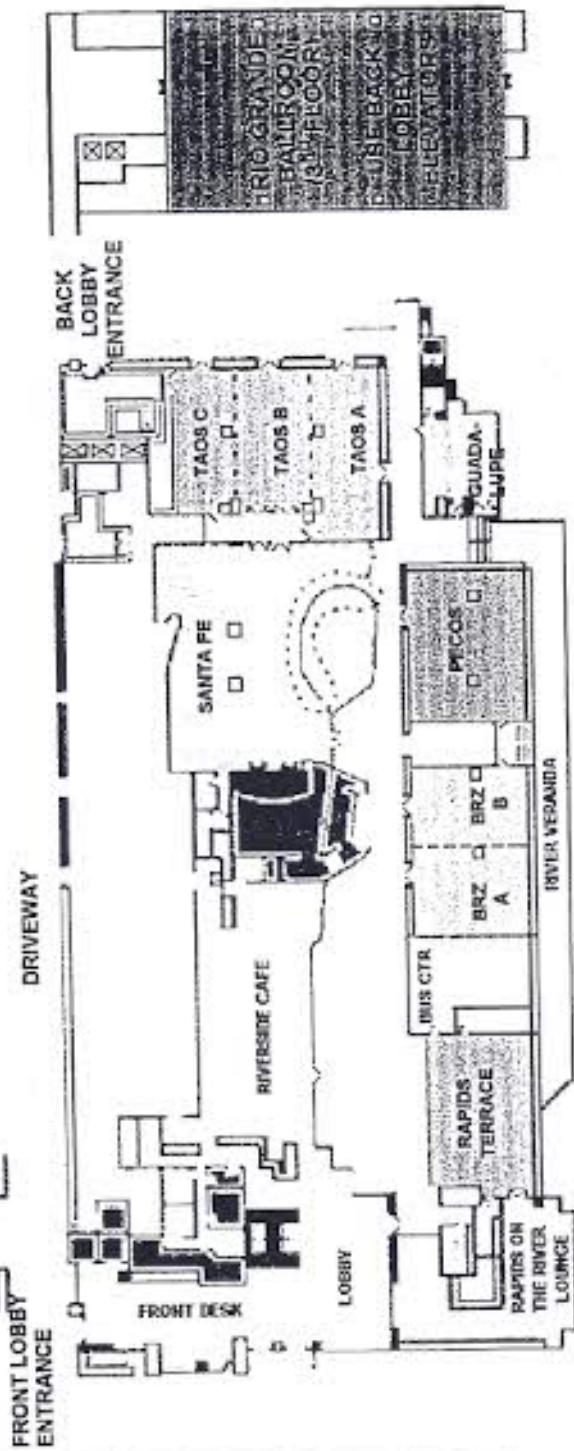 FRONT LOBBY
ENTRANCE
DRIVEWAY
BACK
LOBBY
ENTRANCE
RIO GRANDE
BALLROOM
(3RD FLOOR)
USE BACK
LOBBY
ELEVATORS
FRONT DESK
LOBBY
RIVERSIDE CAFE
SANTA FE
TAOS C
TAOS B
TAOS A
RAPIDS ON
THE RIVER
LOUNGE
RAPIDS
TERRACE
BUS CTR
BRZ
A
BRZ
B
PECOS
GUADA-
LUPE
RIVER VERANDA